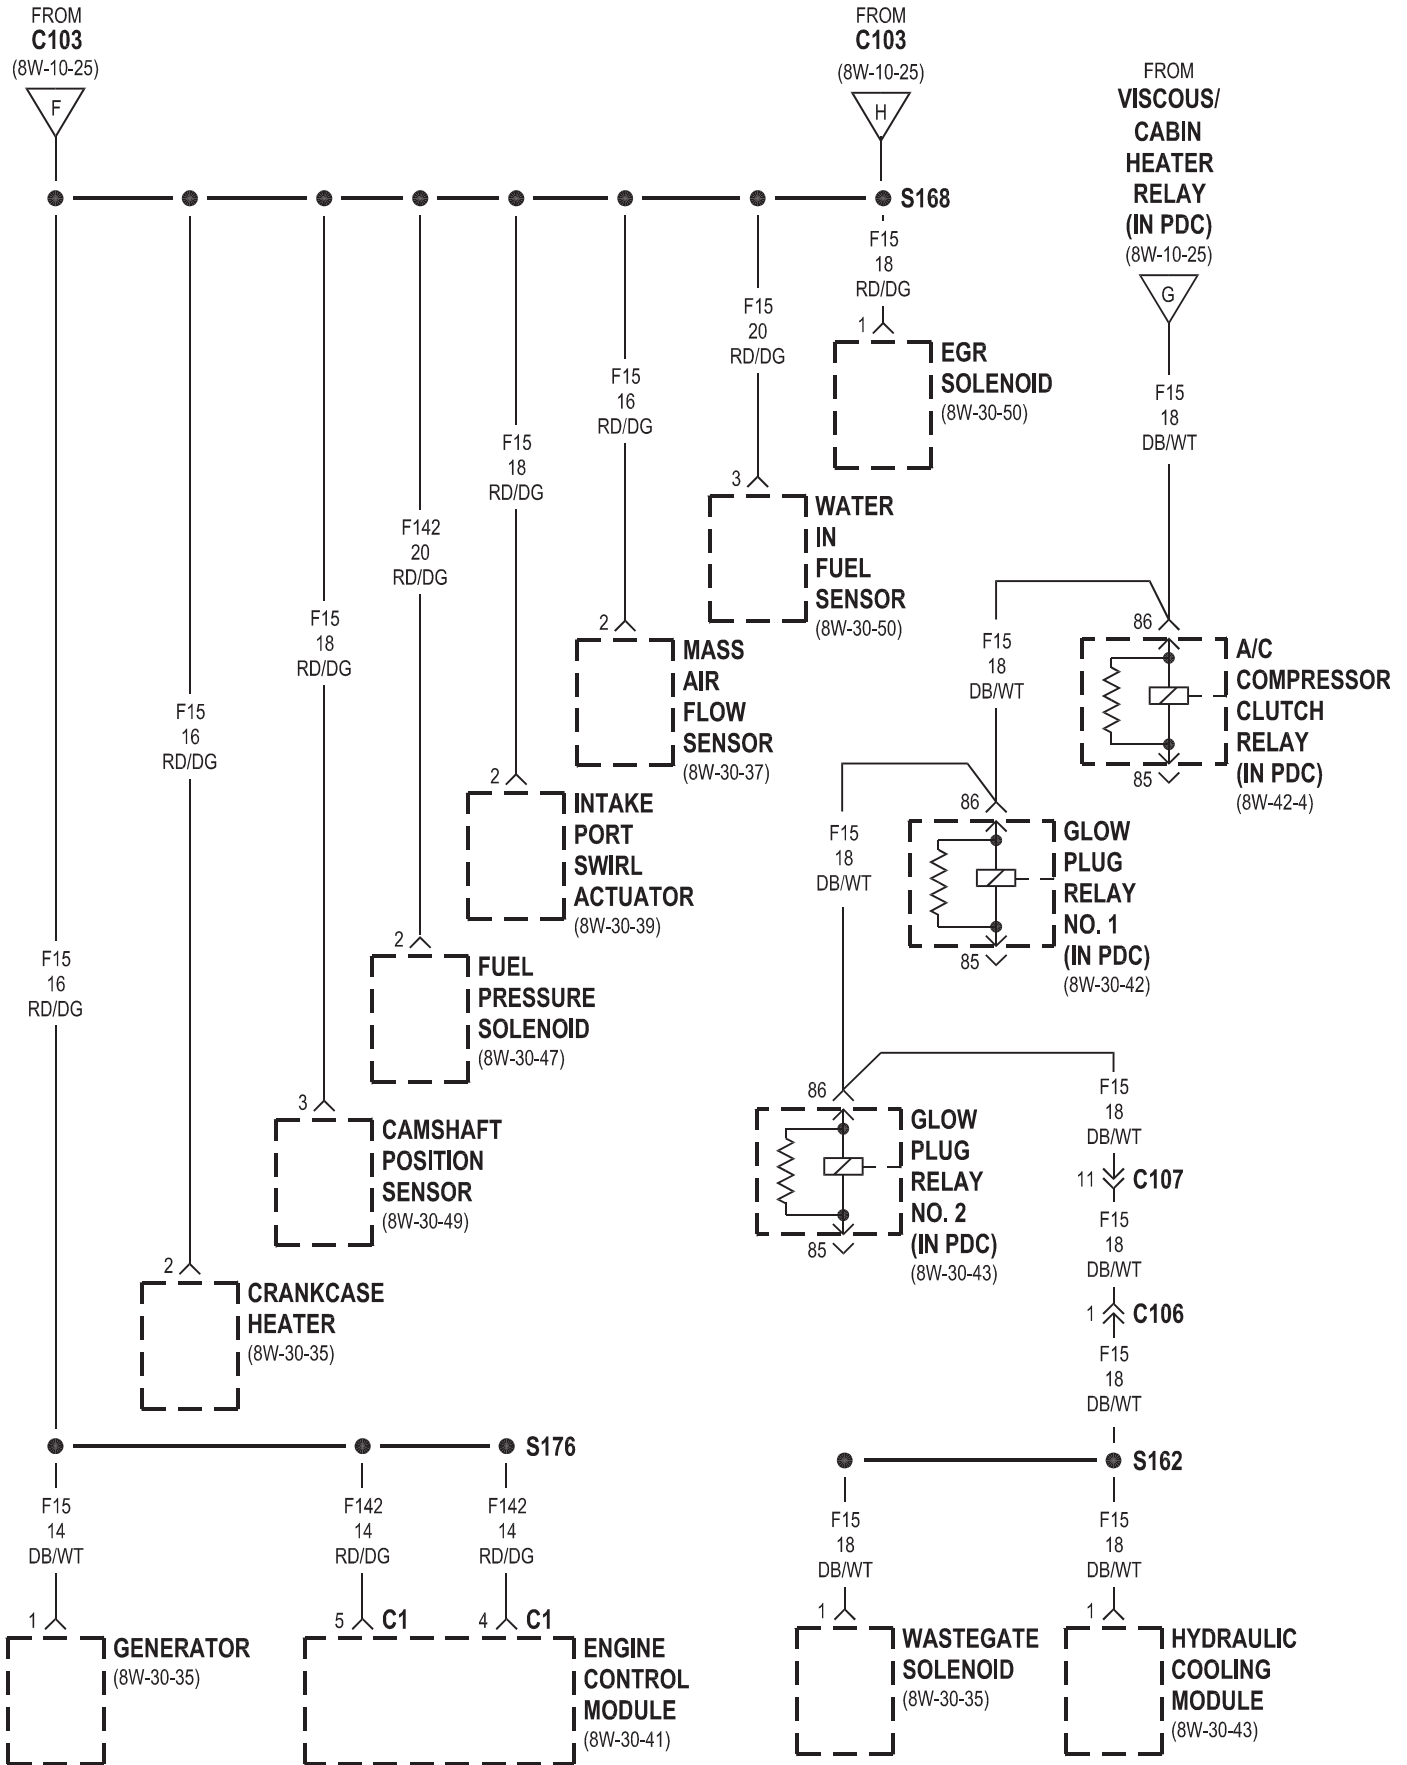 FROM
C103
(8W-10-25)
F
FROM
C103
(8W-10-25)
H
FROM
VISCOUS/
CABIN
HEATER
RELAY
(IN PDC)
(8W-10-25)
G
S168
F15
18
RD/DG
1
EGR
SOLENOID
(8W-30-50)
F15
20
RD/DG
3
WATER
IN
FUEL
SENSOR
(8W-30-50)
F15
16
RD/DG
2
MASS
AIR
FLOW
SENSOR
(8W-30-37)
F15
18
RD/DG
2
INTAKE
PORT
SWIRL
ACTUATOR
(8W-30-39)
F142
20
RD/DG
2
FUEL
PRESSURE
SOLENOID
(8W-30-47)
F15
18
RD/DG
3
CAMSHAFT
POSITION
SENSOR
(8W-30-49)
F15
16
RD/DG
2
CRANKCASE
HEATER
(8W-30-35)
F15
16
RD/DG
S176
F15
14
DB/WT
1
GENERATOR
(8W-30-35)
F142
14
RD/DG
5 C1
F142
14
RD/DG
4 C1
ENGINE
CONTROL
MODULE
(8W-30-41)
F15
18
DB/WT
86
A/C
COMPRESSOR
CLUTCH
RELAY
(IN PDC)
(8W-42-4)
85
F15
18
DB/WT
86
GLOW
PLUG
RELAY
NO. 1
(IN PDC)
(8W-30-42)
85
F15
18
DB/WT
86
GLOW
PLUG
RELAY
NO. 2
(IN PDC)
(8W-30-43)
85
F15
18
DB/WT
11 C107
F15
18
DB/WT
1 C106
F15
18
DB/WT
S162
F15
18
DB/WT
1
WASTEGATE
SOLENOID
(8W-30-35)
F15
18
DB/WT
1
HYDRAULIC
COOLING
MODULE
(8W-30-43)